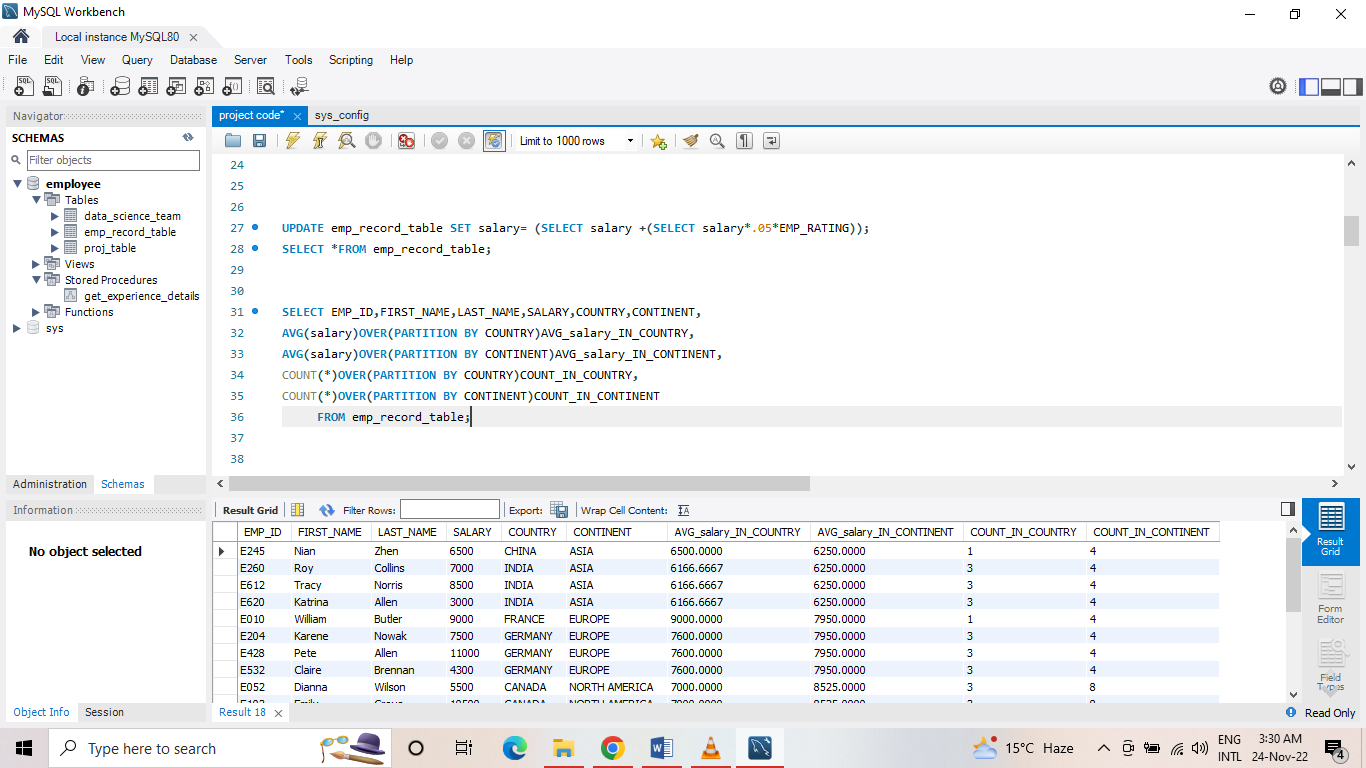 MySQL Workbench
Local instance MySQL80
File Edit View Query Database Server Tools Scripting Help
Navigator
SCHEMAS
Filter objects
employee
Tables
data_science_team
emp_record_table
proj_table
Views
Stored Procedures
get_experience_details
Functions
sys
Administration Schemas
Information
No object selected
Object Info Session
project code* sys_config
Limit to 1000 rows
24
25
26
27 UPDATE emp_record_table SET salary= (SELECT salary +(SELECT salary*.05*EMP_RATING));
28 SELECT *FROM emp_record_table;
29
30
31 SELECT EMP_ID,FIRST_NAME,LAST_NAME,SALARY,COUNTRY,CONTINENT,
32 AVG(salary)OVER(PARTITION BY COUNTRY)AVG_salary_IN_COUNTRY,
33 AVG(salary)OVER(PARTITION BY CONTINENT)AVG_salary_IN_CONTINENT,
34 COUNT(*)OVER(PARTITION BY COUNTRY)COUNT_IN_COUNTRY,
35 COUNT(*)OVER(PARTITION BY CONTINENT)COUNT_IN_CONTINENT
36 FROM emp_record_table;
37
38
Result Grid Filter Rows: Export: Wrap Cell Content:
EMP_ID FIRST_NAME LAST_NAME SALARY COUNTRY CONTINENT AVG_salary_IN_COUNTRY AVG_salary_IN_CONTINENT COUNT_IN_COUNTRY COUNT_IN_CONTINENT
E245 Nian Zhen 6500 CHINA ASIA 6500.0000 6250.0000 1 4
E260 Roy Collins 7000 INDIA ASIA 6166.6667 6250.0000 3 4
E612 Tracy Norris 8500 INDIA ASIA 6166.6667 6250.0000 3 4
E620 Katrina Allen 3000 INDIA ASIA 6166.6667 6250.0000 3 4
E010 William Butler 9000 FRANCE EUROPE 9000.0000 7950.0000 1 4
E204 Karene Nowak 7500 GERMANY EUROPE 7600.0000 7950.0000 3 4
E428 Pete Allen 11000 GERMANY EUROPE 7600.0000 7950.0000 3 4
E532 Claire Brennan 4300 GERMANY EUROPE 7600.0000 7950.0000 3 4
E052 Dianna Wilson 5500 CANADA NORTH AMERICA 7000.0000 8525.0000 3 8
Result 18
Result
Grid
Form
Editor
Field
Types
Read Only
Type here to search
15°C Haze
ENG
INTL
3:30 AM
24-Nov-22
4